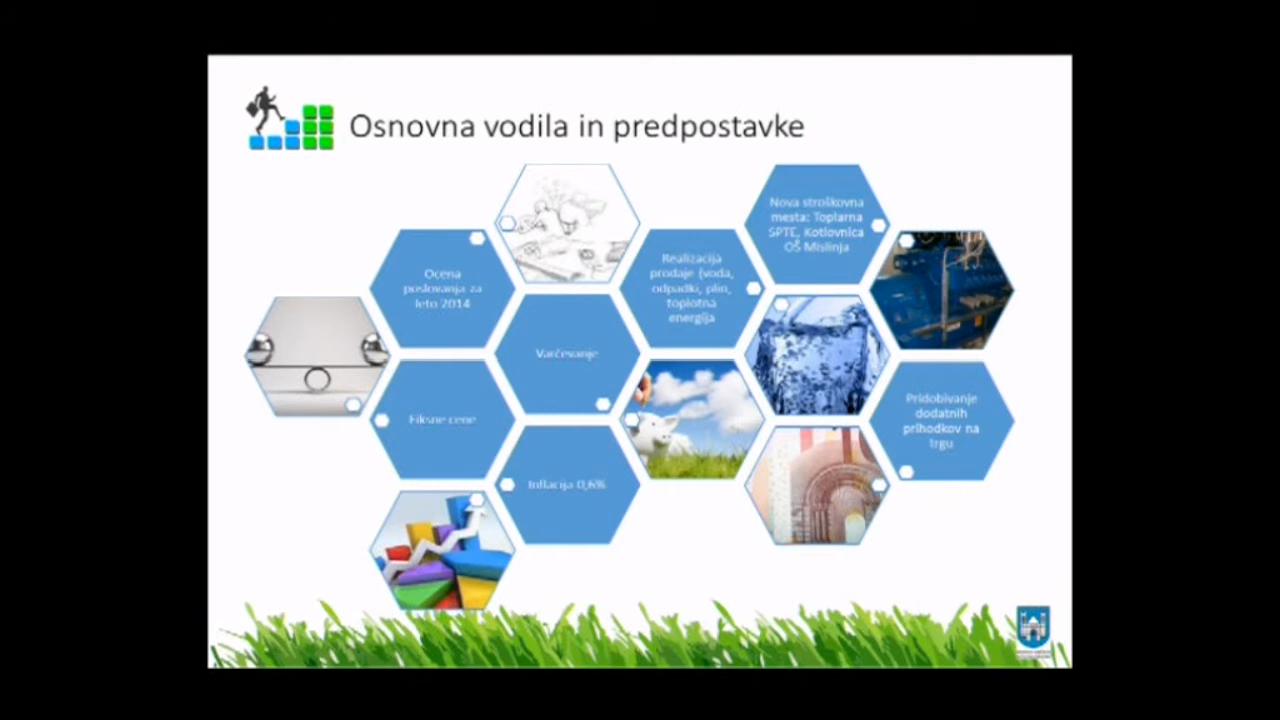 Osnovna vodila in predpostavke
Nova stroškovna
mesta: Toplarna
SPTE, Kotlovnica
OŠ Mislinja
Ocena
poslovanja za
leto 2014
Realizacija
prodaje (voda,
odpadki, plin,
toplotna
energija
Varčevanje
Fiksne cene
Pridobivanje
dodatnih
prihodkov na
trgu
Inflacija 0,6%